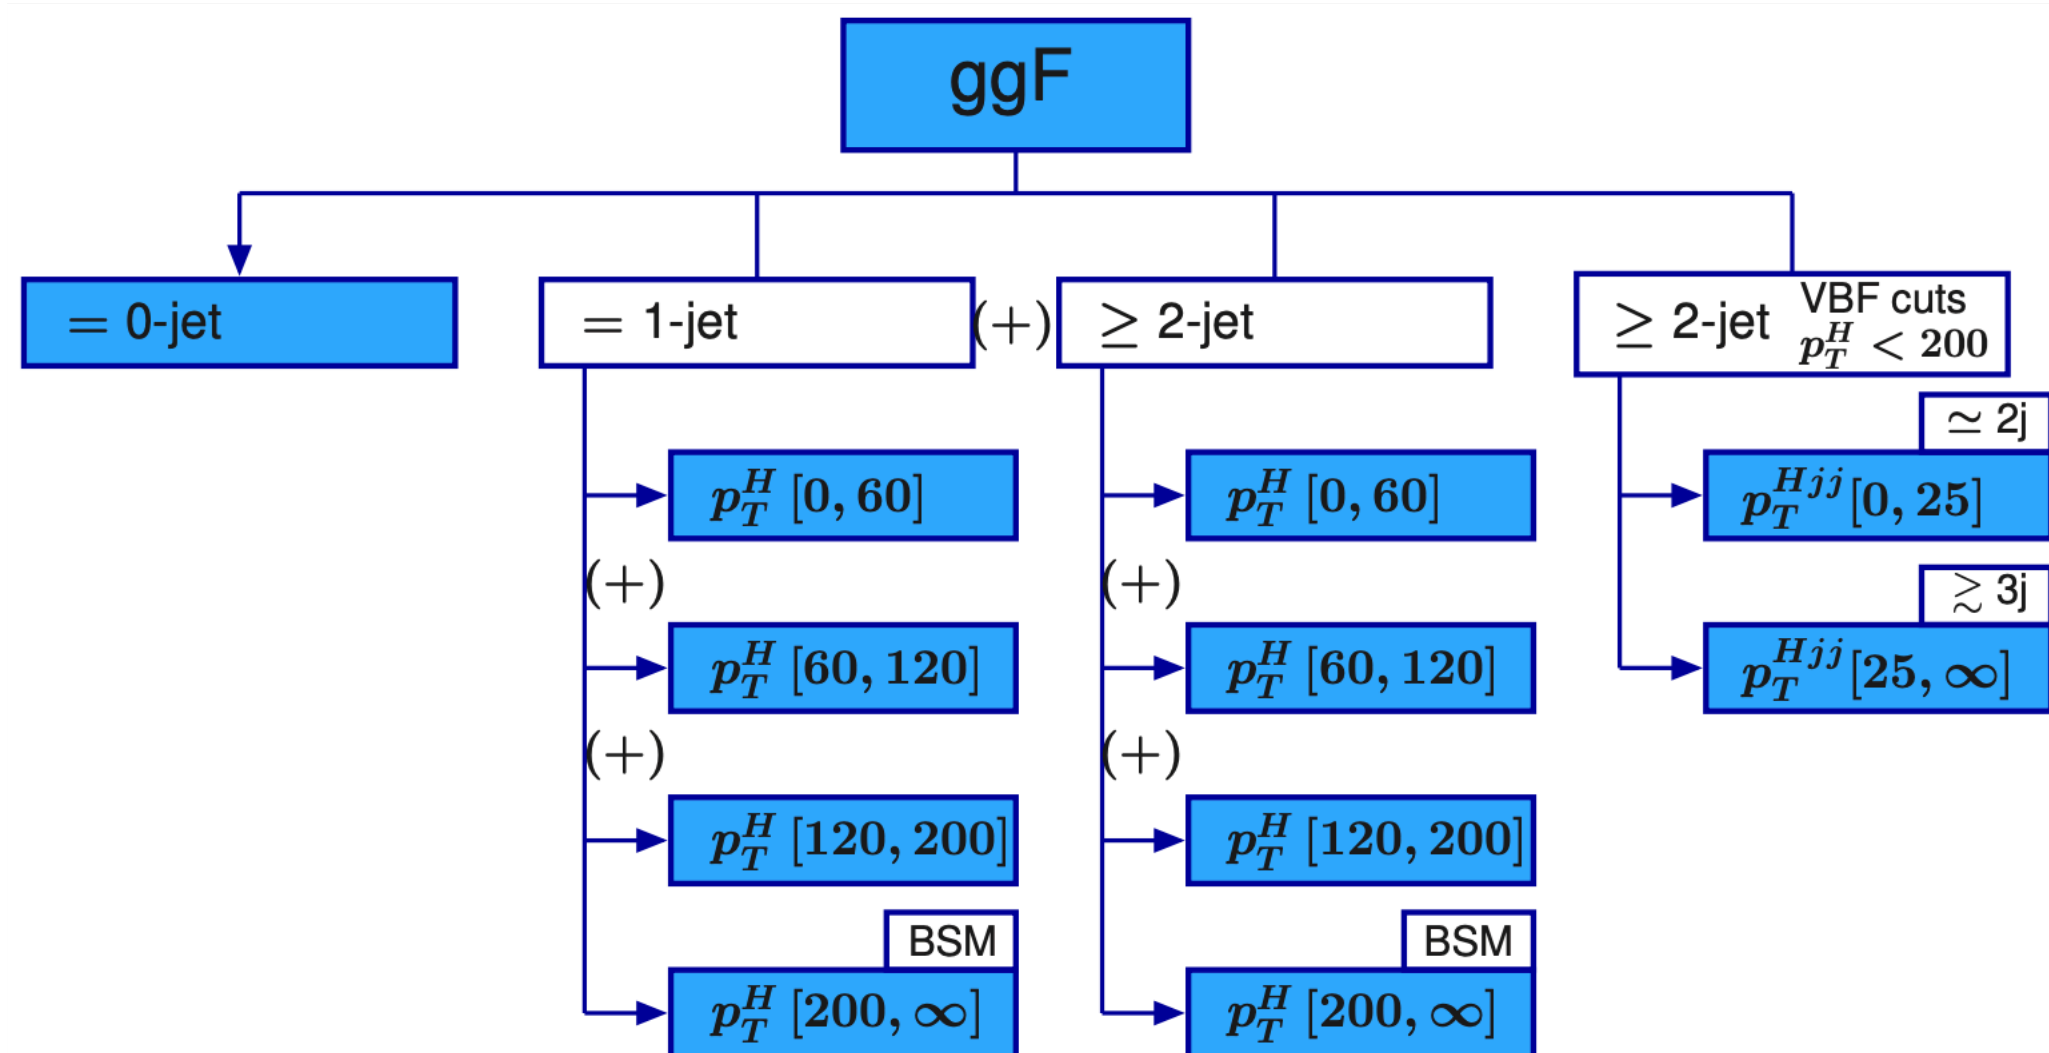 ggF
= 0-jet
= 1-jet
(+)
≥ 2-jet
≥ 2-jet VBF cuts
p_T^H < 200
≃ 2j
p_T^H [0, 60]
p_T^H [0, 60]
p_T^{Hjj} [0, 25]
(+)
(+)
≳ 3j
p_T^H [60, 120]
p_T^H [60, 120]
p_T^{Hjj} [25, ∞]
(+)
(+)
p_T^H [120, 200]
p_T^H [120, 200]
BSM
BSM
p_T^H [200, ∞]
p_T^H [200, ∞]